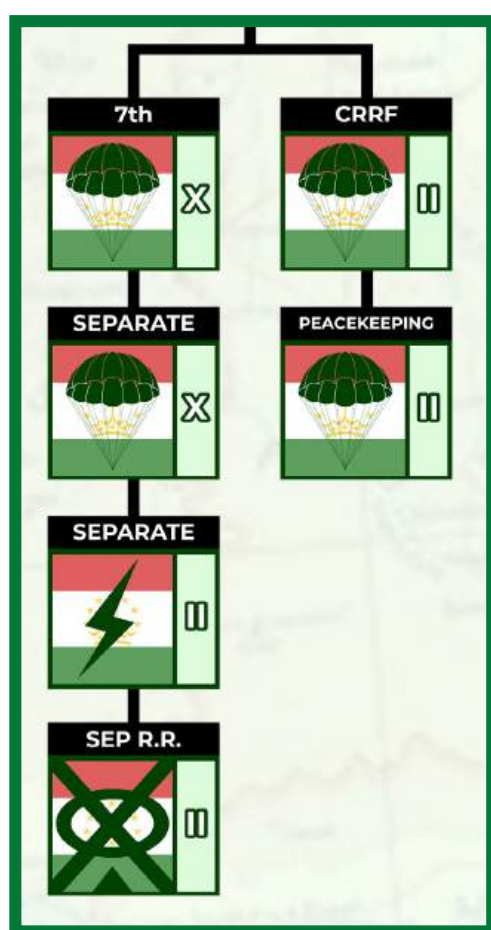 7th
CRRF
X
II
SEPARATE
PEACEKEEPING
X
II
SEPARATE
II
SEP R.R.
II